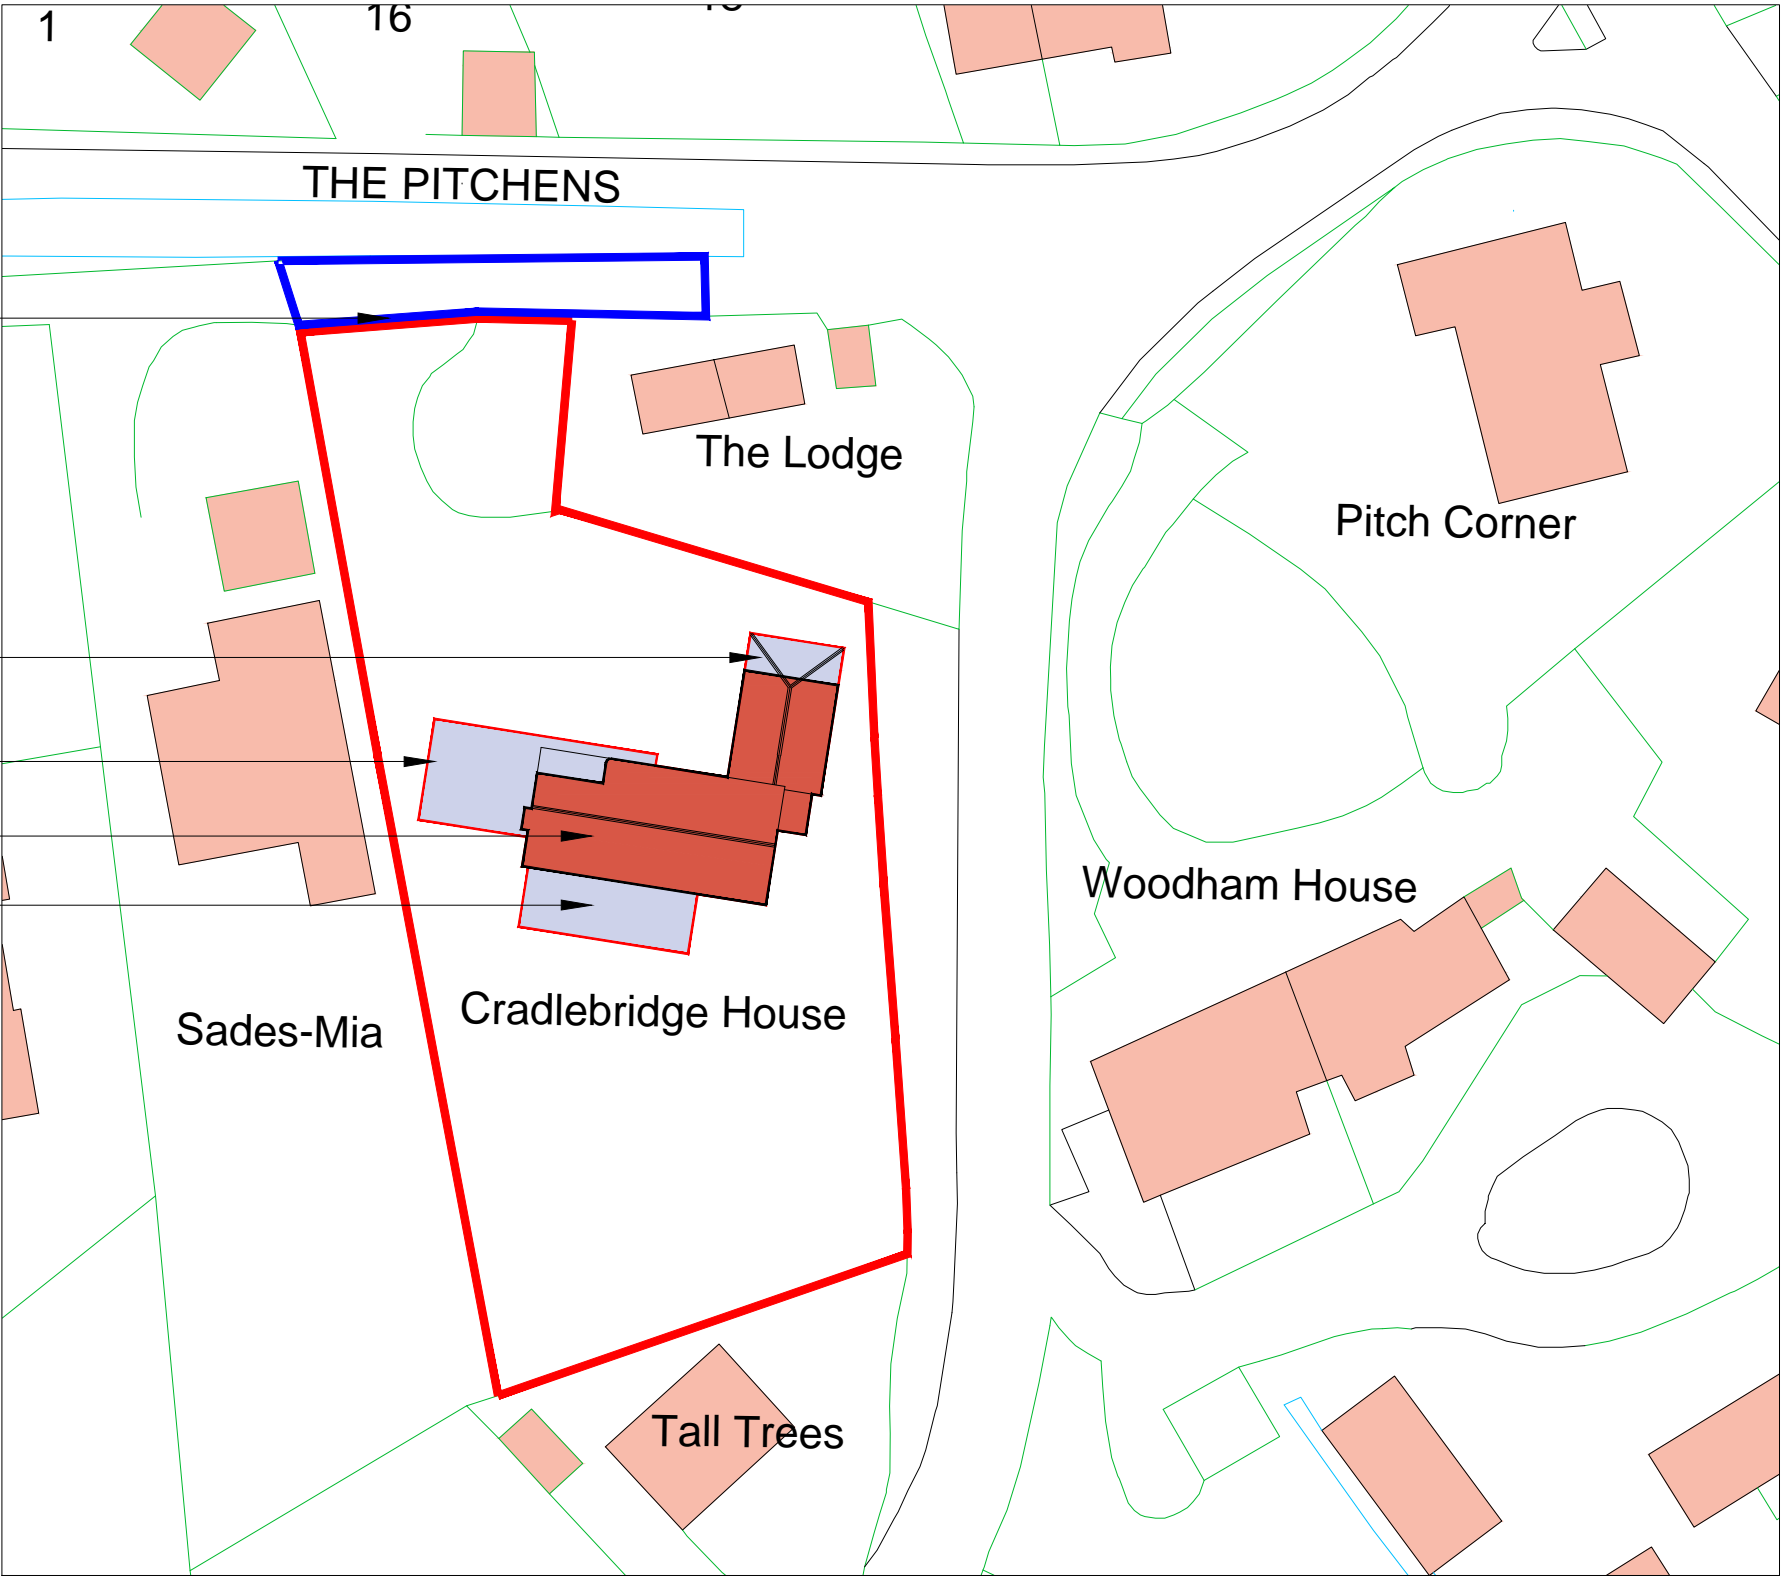 1
16
THE PITCHENS
The Lodge
Pitch Corner
Woodham House
Cradlebridge House
Sades-Mia
Tall Trees